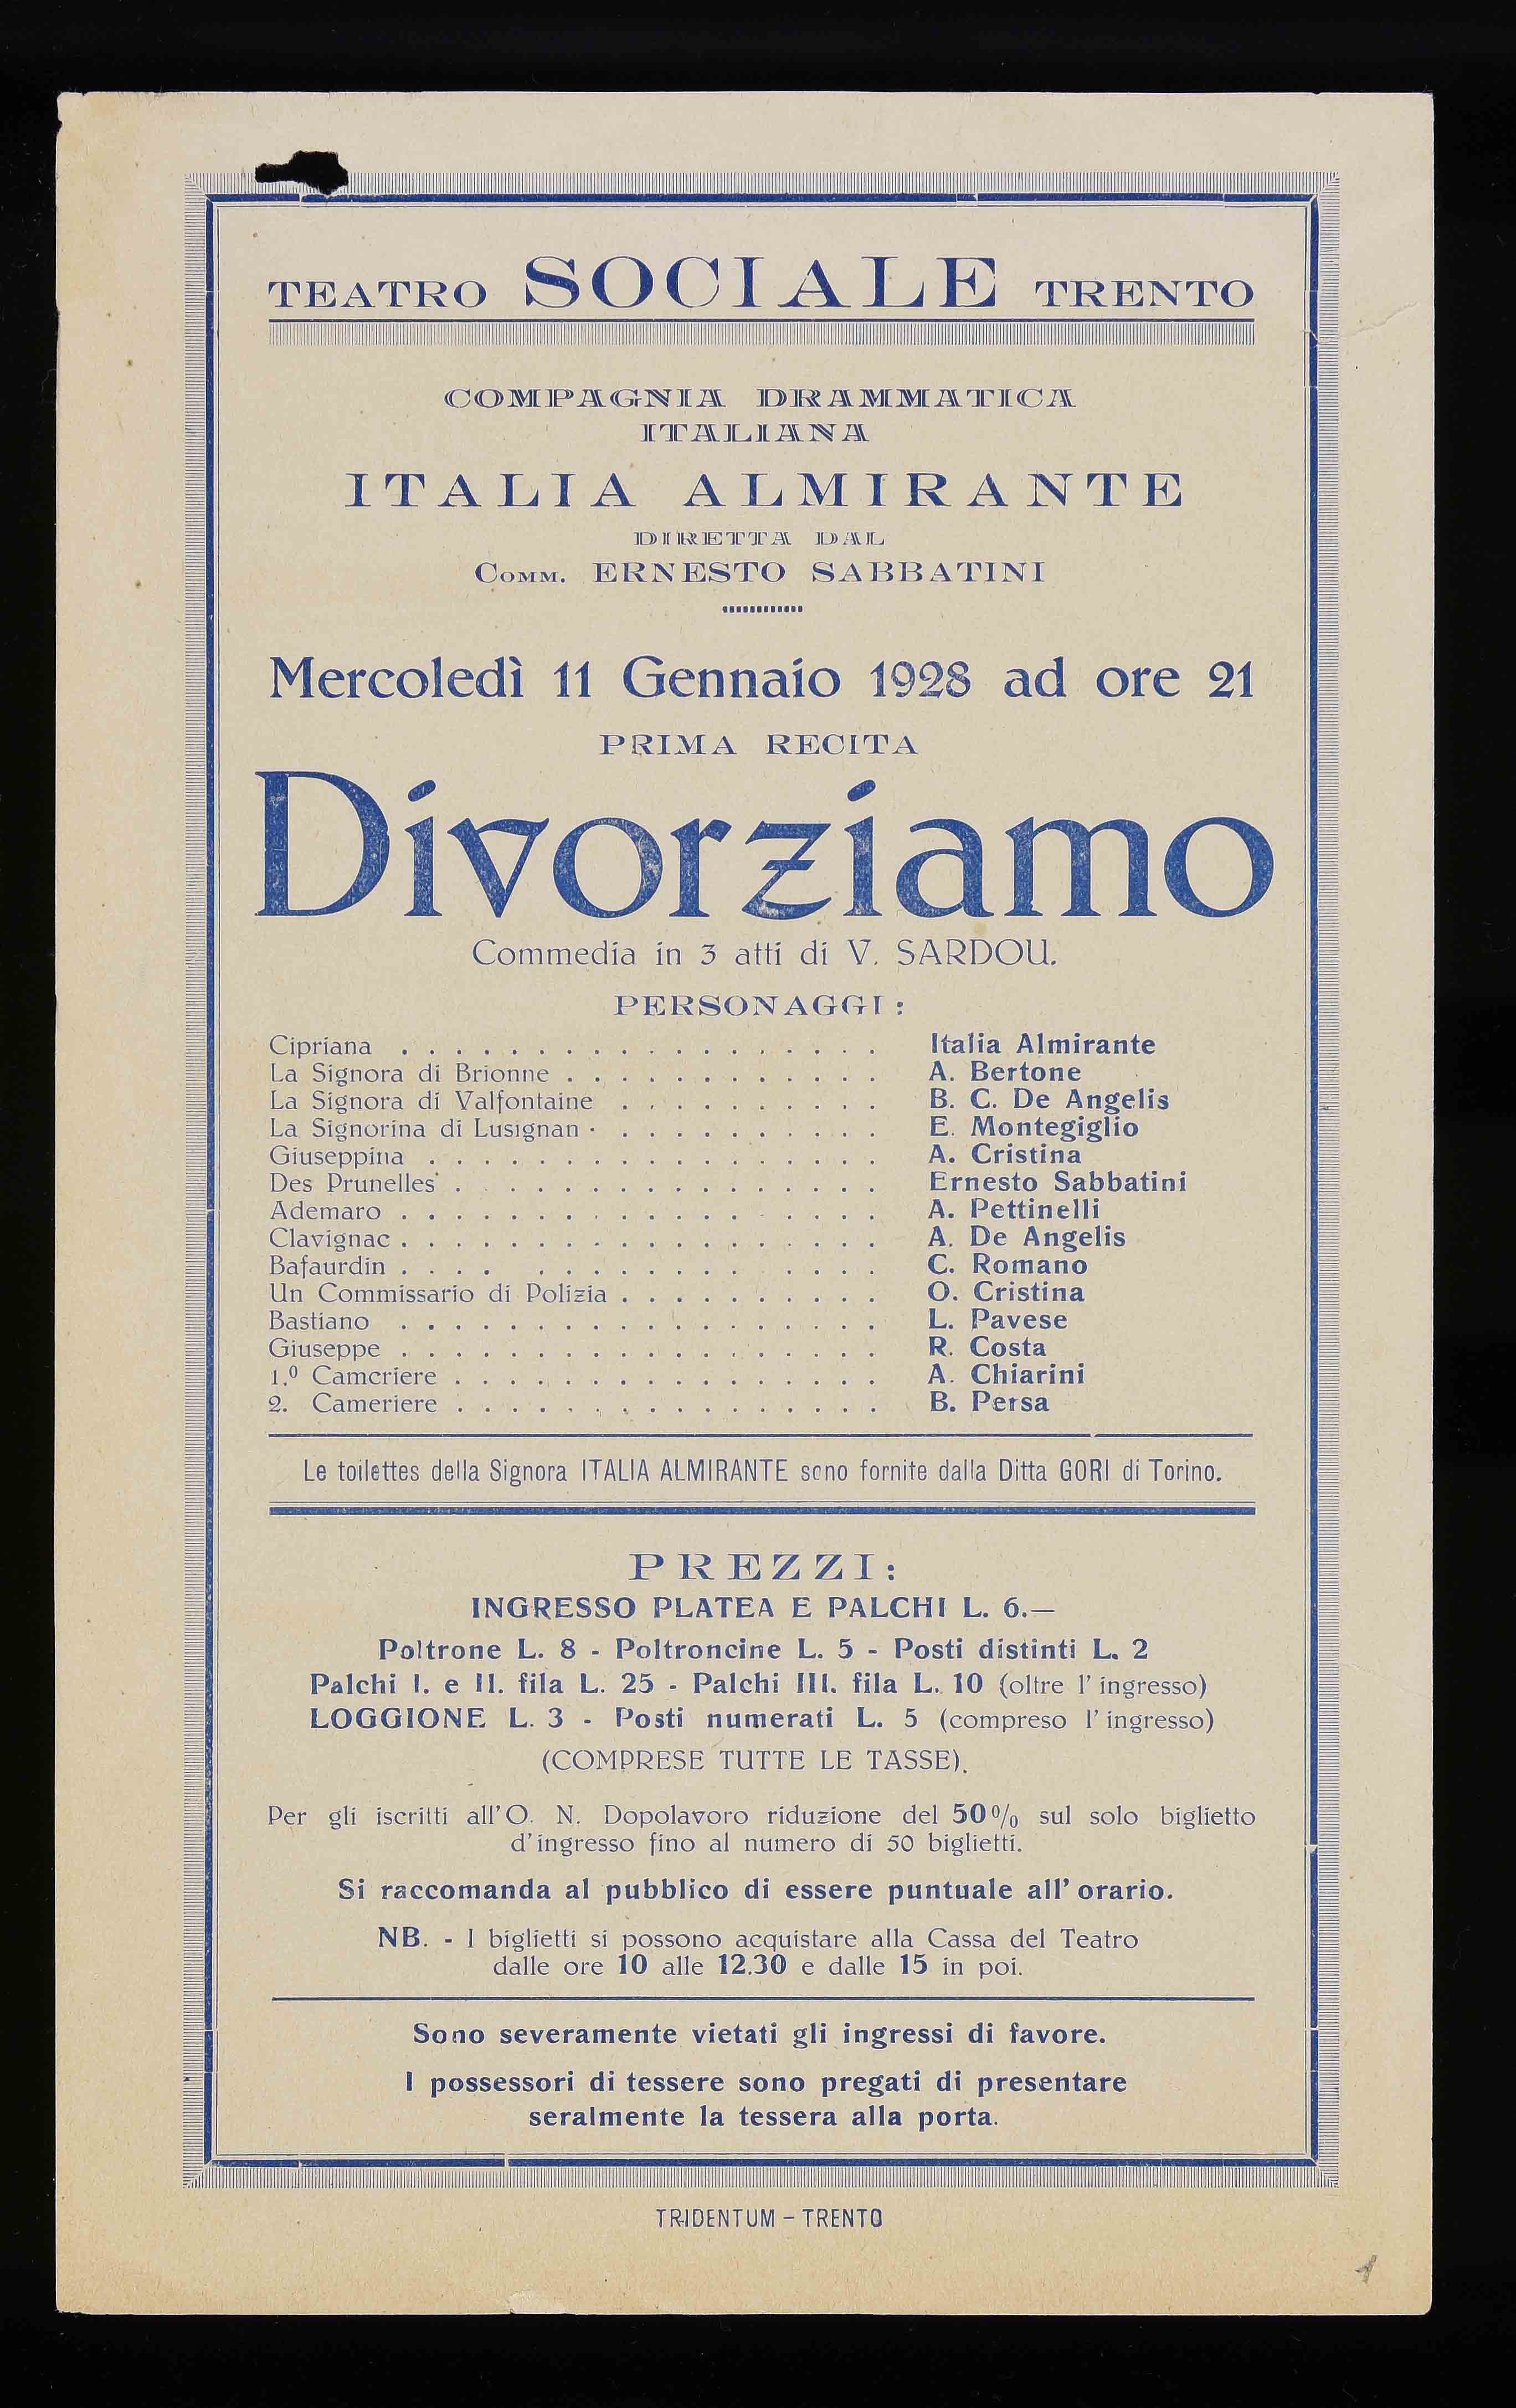 TEATRO SOCIALE TRENTO
COMPAGNIA DRAMMATICA
ITALIANA
ITALIA ALMIRANTE
DIRETTA DAL
COMM. ERNESTO SABBATINI
Mercoledì 11 Gennaio 1928 ad ore 21
PRIMA RECITA
Divorziamo
Commedia in 3 atti di V. SARDOU.
PERSONAGGI:
Cipriana . . . . . . . . . . . . . . . . . . Italia Almirante
La Signora di Brionne . . . . . . . . . . . . Italia A. Bertone
La Signora di Valfontaine . . . . . . . . . . B. C. De Angelis
La Signorina di Lusignan . . . . . . . . . . . E. Montegiglio
Giuseppina . . . . . . . . . . . . . . . . . A. Cristina
Des Prunelles . . . . . . . . . . . . . . . . Ernesto Sabbatini
Ademaro . . . . . . . . . . . . . . . . . . A. Pettinelli
Clavignac . . . . . . . . . . . . . . . . . . A. De Angelis
Bafaurdin . . . . . . . . . . . . . . . . . C. Romano
Un Commissario di Polizia . . . . . . . . . . O. Cristina
Bastiano . . . . . . . . . . . . . . . . . . L. Pavese
Giuseppe . . . . . . . . . . . . . . . . . . R. Costa
1.º Cameriere . . . . . . . . . . . . . . . . A. Chiarini
2. Cameriere . . . . . . . . . . . . . . . . B. Persa
Le toilettes della Signora ITALIA ALMIRANTE sono fornite dalla Ditta GORI di Torino.
PREZZI:
INGRESSO PLATEA E PALCHI L. 6.—
Poltrone L. 8 - Poltroncine L. 5 - Posti distinti L. 2
Palchi I. e II. fila L. 25 - Palchi III. fila L. 10 (oltre l' ingresso)
LOGGIONE L. 3 - Posti numerati L. 5 (compreso l' ingresso)
(COMPRESE TUTTE LE TASSE).
Per gli iscritti all'O. N. Dopolavoro riduzione del 50% sul solo biglietto
d'ingresso fino al numero di 50 biglietti.
Si raccomanda al pubblico di essere puntuale all' orario.
NB. - I biglietti si possono acquistare alla Cassa del Teatro
dalle ore 10 alle 12.30 e dalle 15 in poi.
Sono severamente vietati gli ingressi di favore.
I possessori di tessere sono pregati di presentare
seralmente la tessera alla porta.
TRIDENTUM - TRENTO
1